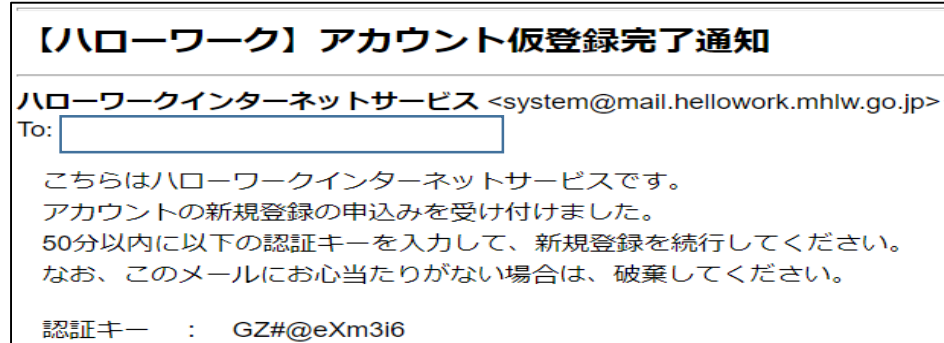 【ハローワーク】アカウント仮登録完了通知
ハローワークインターネットサービス <system@mail.hellowork.mhlw.go.jp>
To:
こちらはハローワークインターネットサービスです。
アカウントの新規登録の申込みを受け付けました。
50分以内に以下の認証キーを入力して、新規登録を続行してください。
なお、このメールにお心当たりがない場合は、破棄してください。
認証キー　：　GZ#@eXm3i6